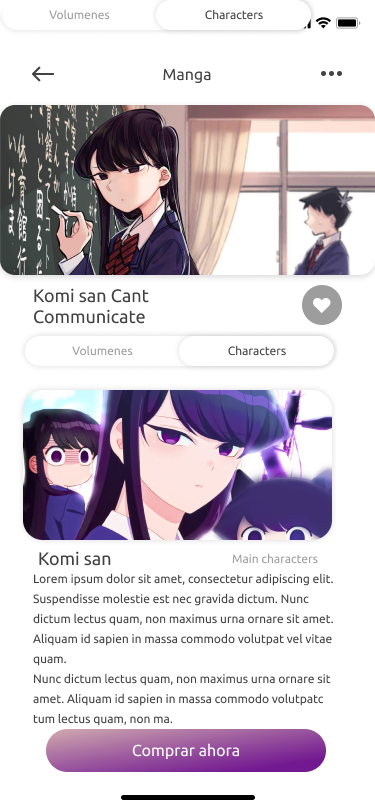 Volumenes Characters
Manga
Komi san Cant
Communicate
Volumenes Characters
Komi san Main characters
Lorem ipsum dolor sit amet, consectetur adipiscing elit.
Suspendisse molestie est nec gravida dictum. Nunc
dictum lectus quam, non maximus urna ornare sit amet.
Aliquam id sapien in massa commodo volutpat vel vitae
quam.
Nunc dictum lectus quam, non maximus urna ornare sit
amet. Aliquam id sapien in massa commodo volutpatc
tum lectus quam, non ma.
Comprar ahora